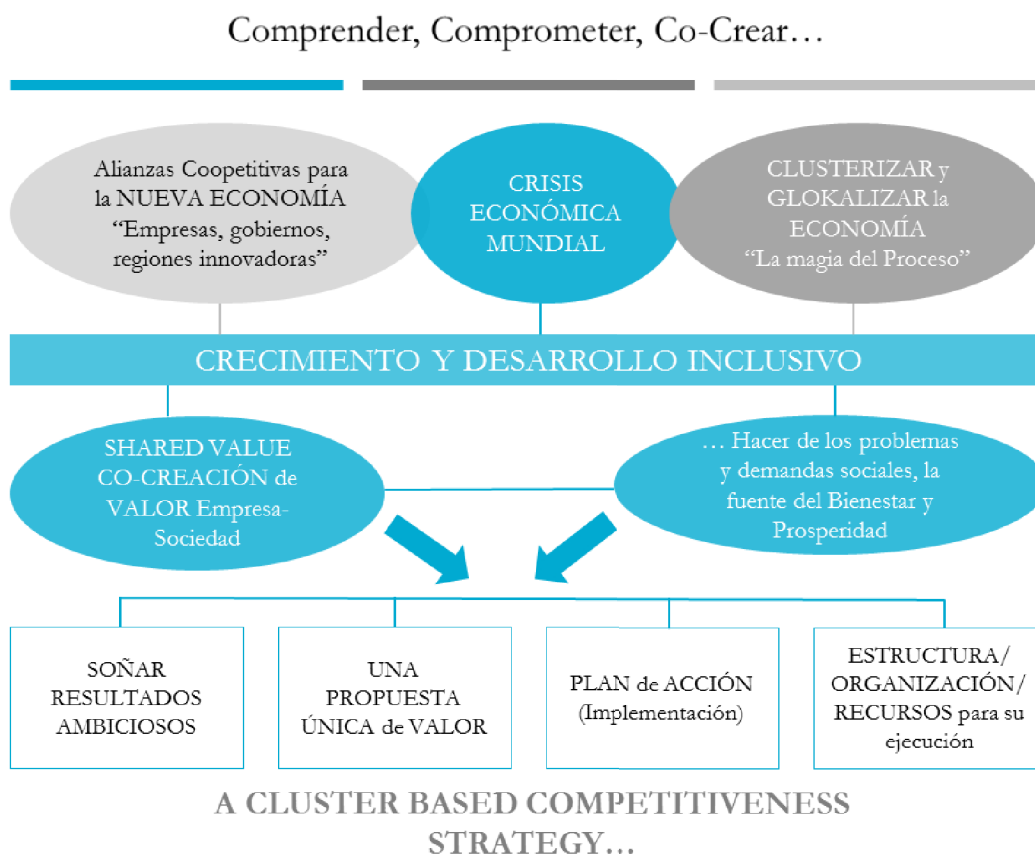 Comprender, Comprometer, Co-Crear…
Alianzas Coopetitivas para
la NUEVA ECONOMÍA
“Empresas, gobiernos,
regiones innovadoras”
CRISIS
ECONÓMICA
MUNDIAL
CLUSTERIZAR y
GLOKALIZAR la
ECONOMÍA
“La magia del Proceso”
CRECIMIENTO Y DESARROLLO INCLUSIVO
SHARED VALUE
CO-CREACIÓN de
VALOR Empresa-
Sociedad
… Hacer de los problemas
y demandas sociales, la
fuente del Bienestar y
Prosperidad
SOÑAR
RESULTADOS
AMBICIOSOS
UNA
PROPUESTA
ÚNICA de VALOR
PLAN de ACCIÓN
(Implementación)
ESTRUCTURA/
ORGANIZACIÓN/
RECURSOS para su
ejecución
A CLUSTER BASED COMPETITIVENESS
STRATEGY…